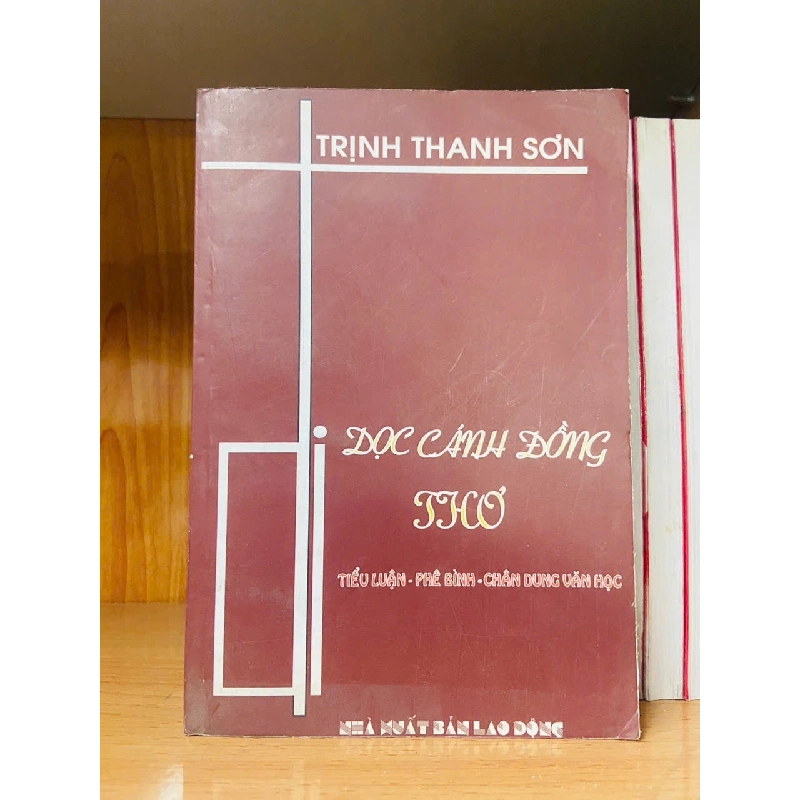 TRỊNH THANH SƠN
đi DỌC CÁNH ĐỒNG
THƠ
TIỂU LUẬN - PHÊ BÌNH - CHÂN DUNG VĂN HỌC
NHÀ XUẤT BẢN LAO ĐỘNG